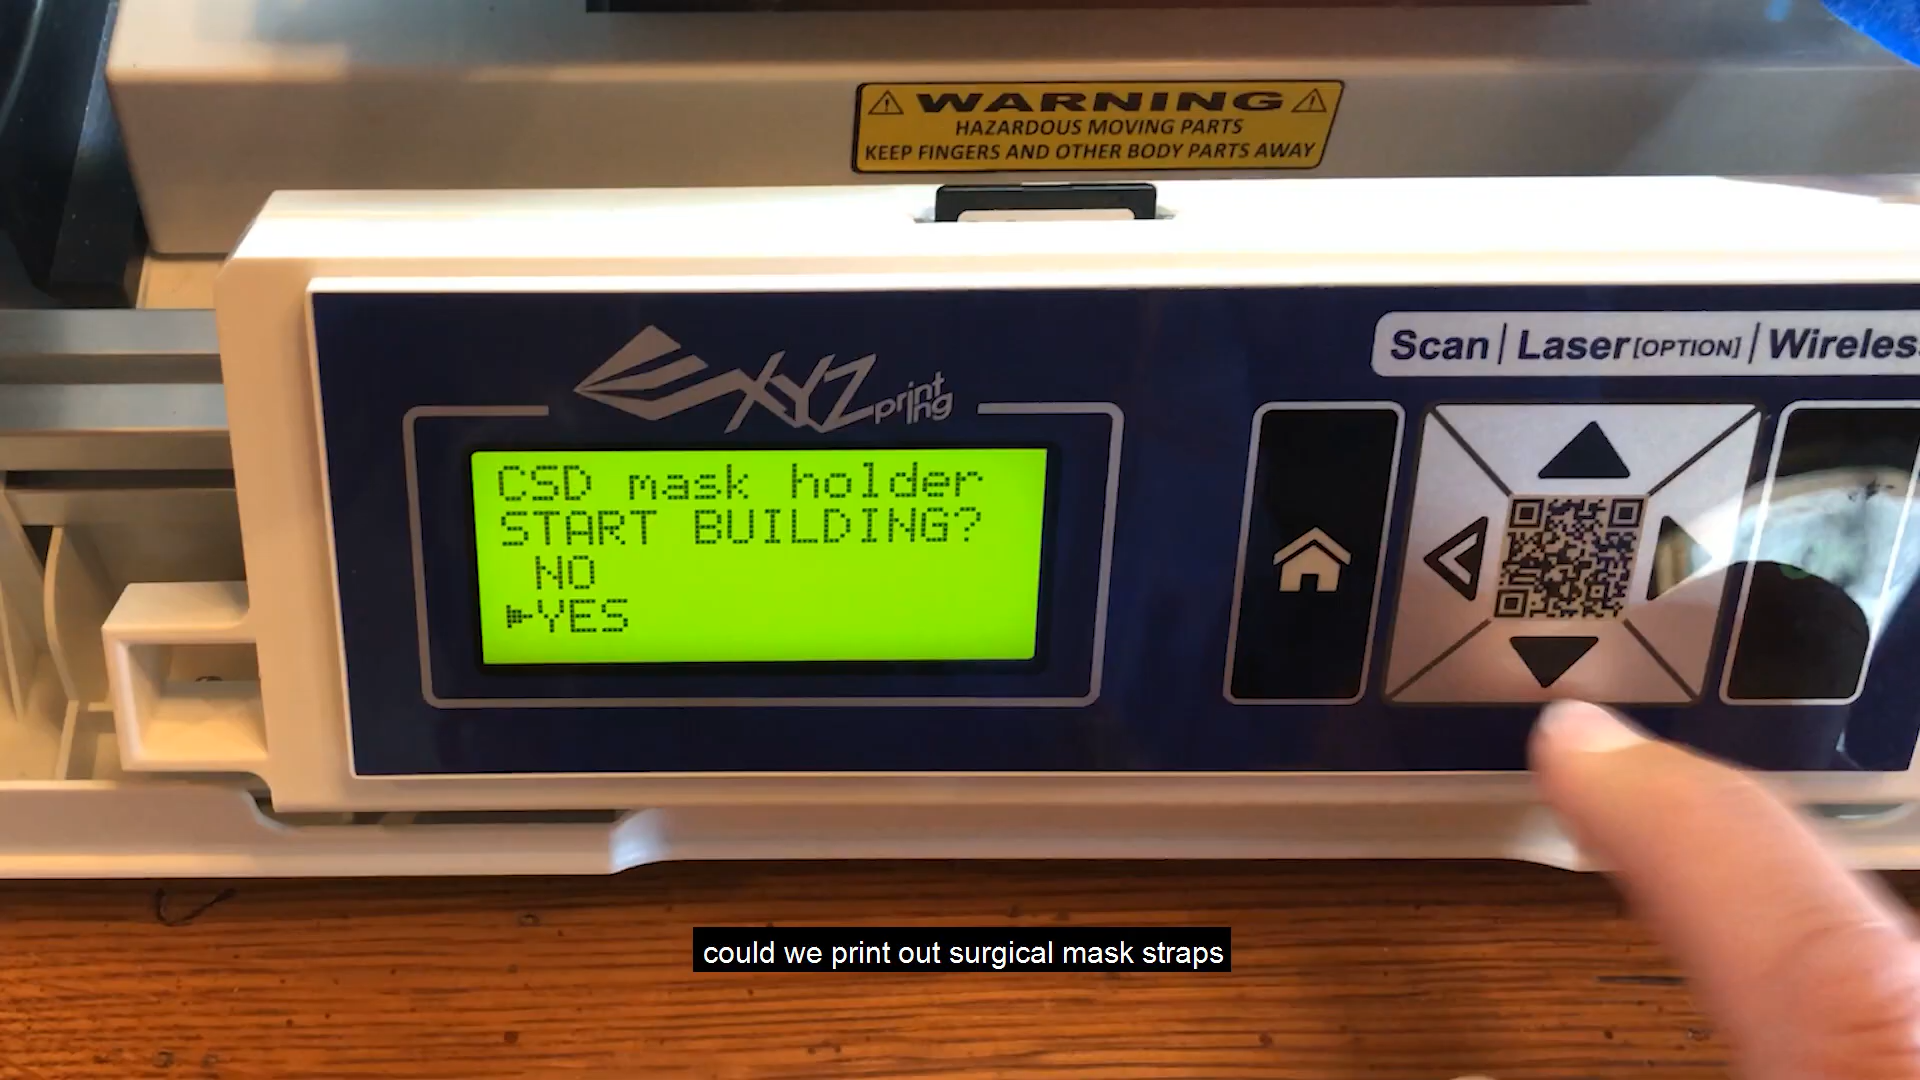 WARNING
HAZARDOUS MOVING PARTS
KEEP FINGERS AND OTHER BODY PARTS AWAY
Scan | Laser [OPTION] | Wireles
XYZprinting
CSD mask holder
START BUILDING?
NO
YES
could we print out surgical mask straps